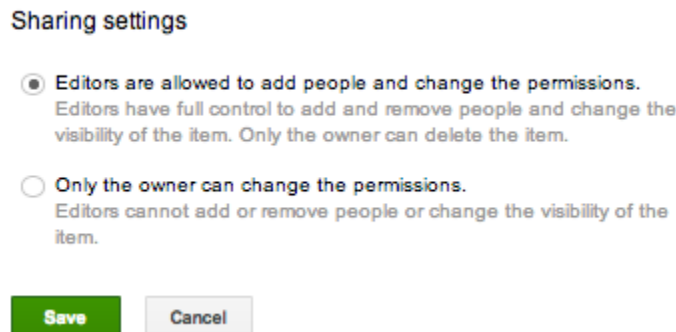 Sharing settings
Editors are allowed to add people and change the permissions.
Editors have full control to add and remove people and change the
visibility of the item. Only the owner can delete the item.
Only the owner can change the permissions.
Editors cannot add or remove people or change the visibility of the
item.
Save Cancel